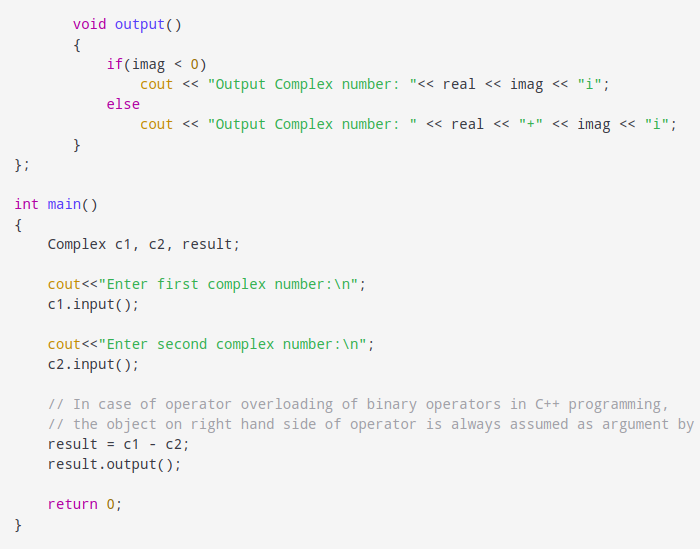 void output()
{
if(imag < 0)
cout << "Output Complex number: "<< real << imag << "i";
else
cout << "Output Complex number: " << real << "+" << imag << "i";
}
};
int main()
{
Complex c1, c2, result;
cout<<"Enter first complex number:\n";
c1.input();
cout<<"Enter second complex number:\n";
c2.input();
// In case of operator overloading of binary operators in C++ programming,
// the object on right hand side of operator is always assumed as argument by
result = c1 - c2;
result.output();
return 0;
}